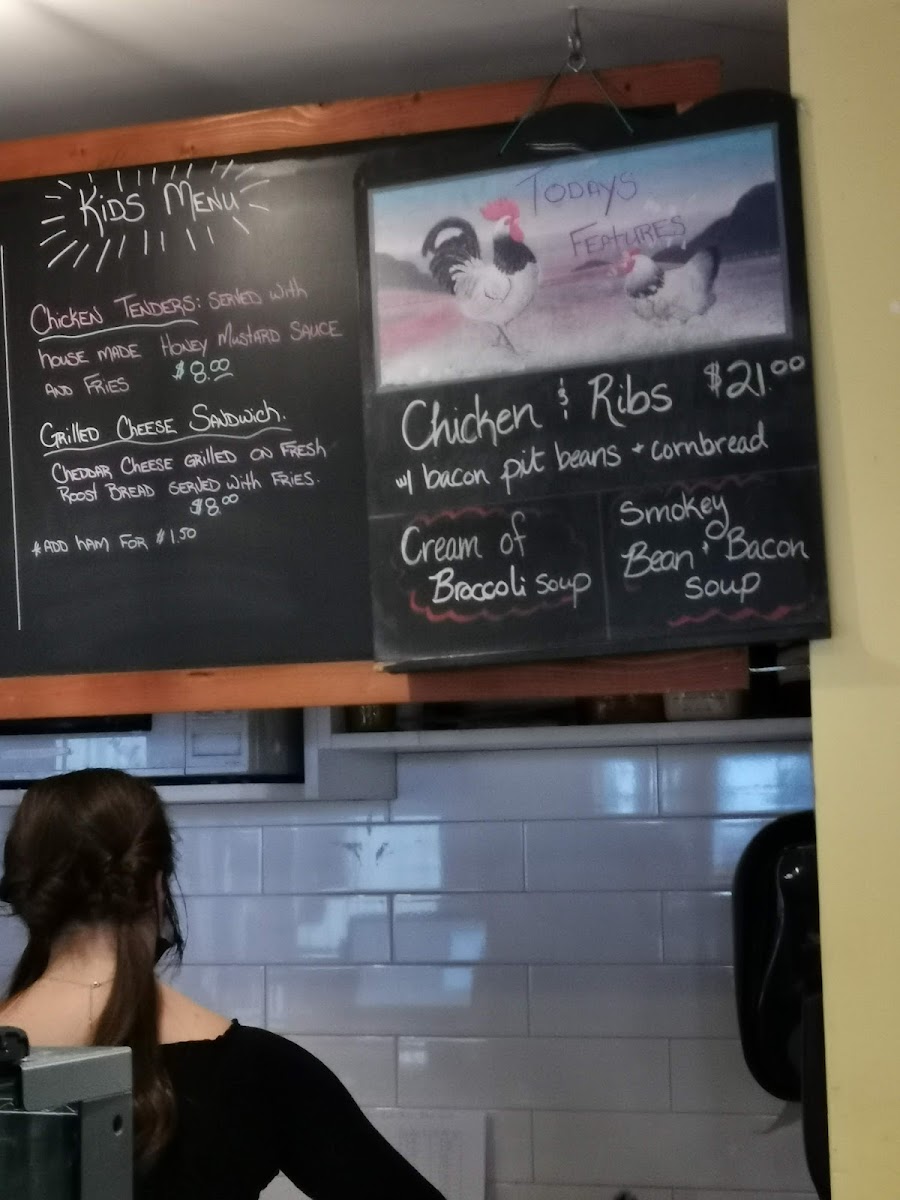 Kids Menu
Chicken Tenders: served with
house made Honey Mustard Sauce
and Fries $8.00
Grilled Cheese Sandwich.
Cheddar Cheese grilled on Fresh
Roost Bread served with fries.
$8.00
*Add ham for $1.50
Todays
Features
Chicken & Ribs $21.00
w/ bacon pit beans + cornbread
Cream of
Broccoli soup
Smokey
Bean + Bacon
soup